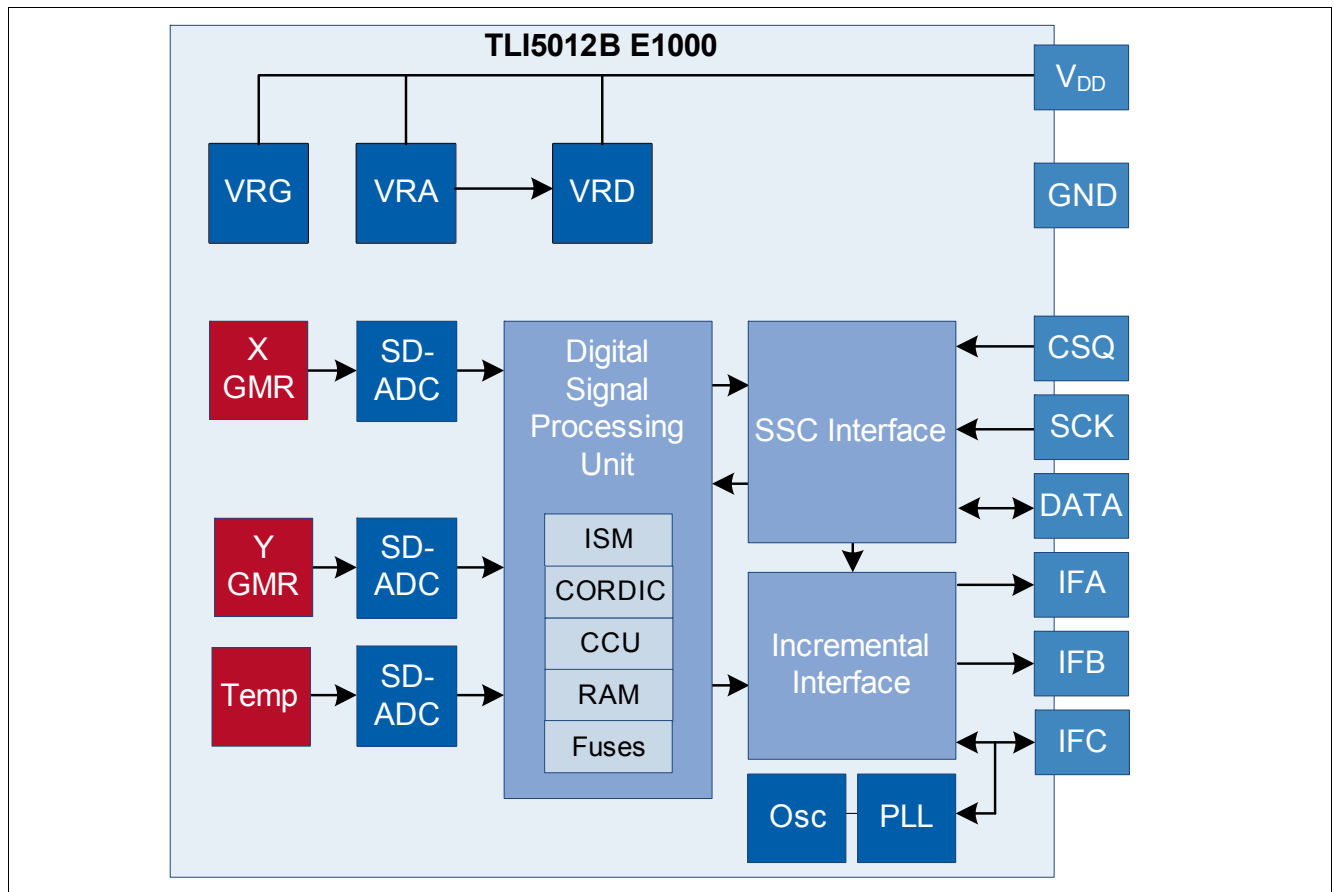 TLI5012B E1000
VDD
VRG
VRA
VRD
GND
X
GMR
SD-
ADC
Digital
Signal
Processing
Unit
SSC Interface
CSQ
SCK
DATA
Y
GMR
SD-
ADC
ISM
CORDIC
CCU
RAM
Fuses
Incremental
Interface
IFA
IFB
IFC
Temp
SD-
ADC
Osc
PLL